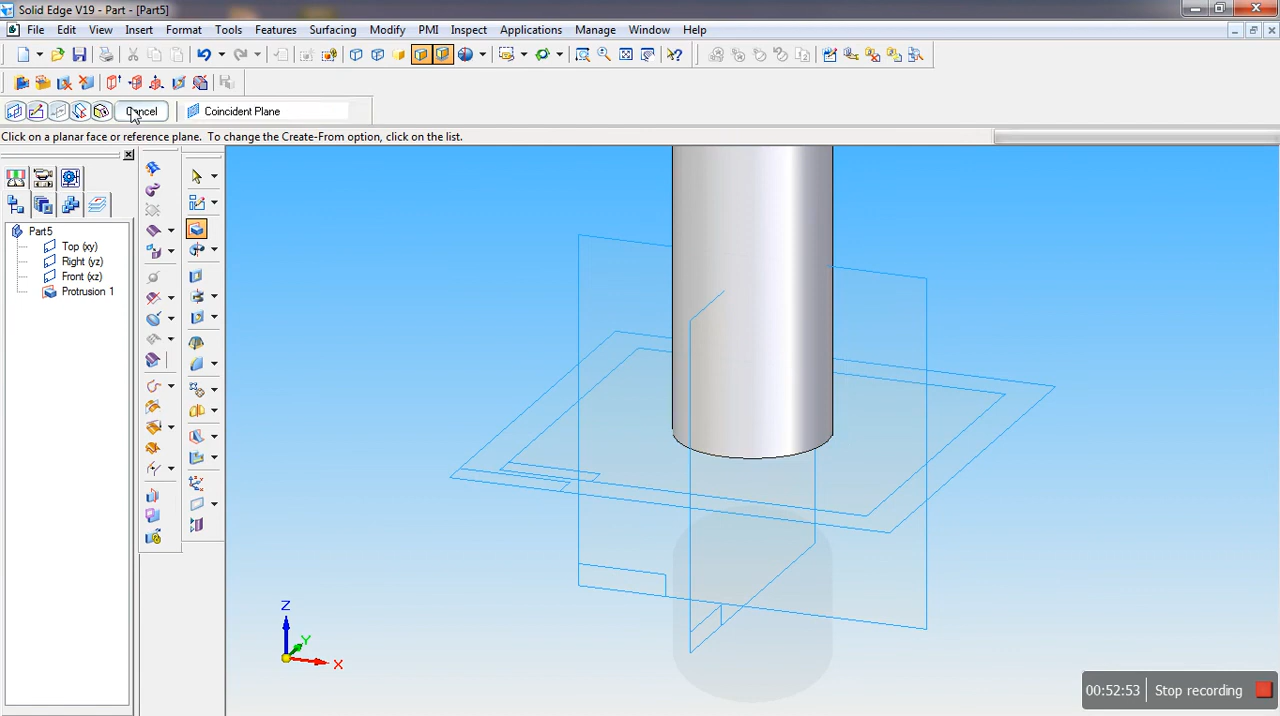 Solid Edge V19 - Part - [Part5]
File Edit View Insert Format Tools Features Surfacing Modify PMI Inspect Applications Manage Window Help
Cancel Coincident Plane
Click on a planar face or reference plane. To change the Create-From option, click on the list.
Part5
Top (xy)
Right (yz)
Front (xz)
Protrusion 1
Z
Y
X
00:52:53 Stop recording